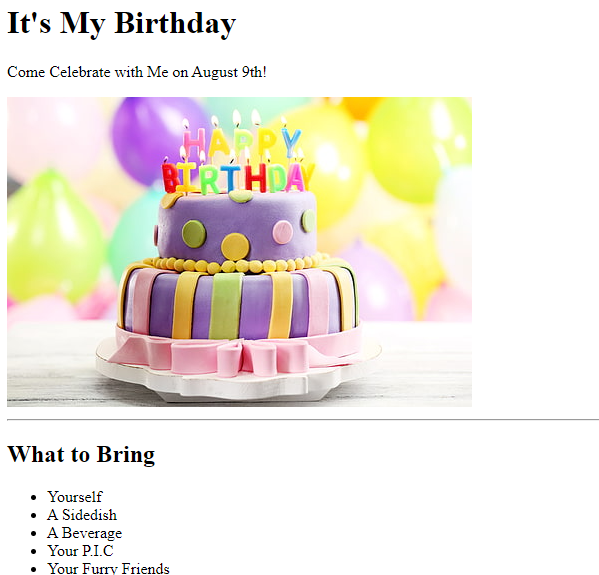 It's My Birthday
Come Celebrate with Me on August 9th!
HAPPY
BIRTHDAY
What to Bring
Yourself
A Sidedish
A Beverage
Your P.I.C
Your Furry Friends